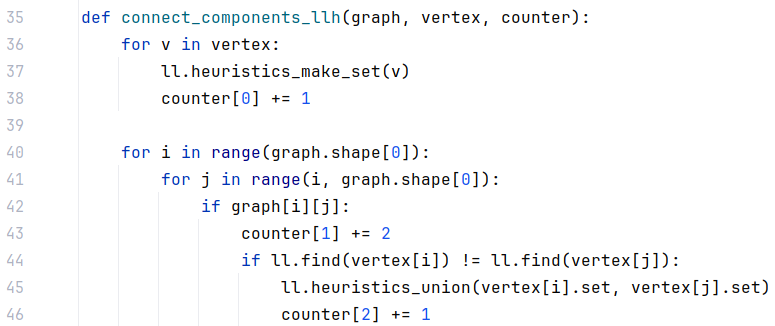 35 def connect_components_llh(graph, vertex, counter):
36 for v in vertex:
37 ll.heuristics_make_set(v)
38 counter[0] += 1
39
40 for i in range(graph.shape[0]):
41 for j in range(i, graph.shape[0]):
42 if graph[i][j]:
43 counter[1] += 2
44 if ll.find(vertex[i]) != ll.find(vertex[j]):
45 ll.heuristics_union(vertex[i].set, vertex[j].set)
46 counter[2] += 1